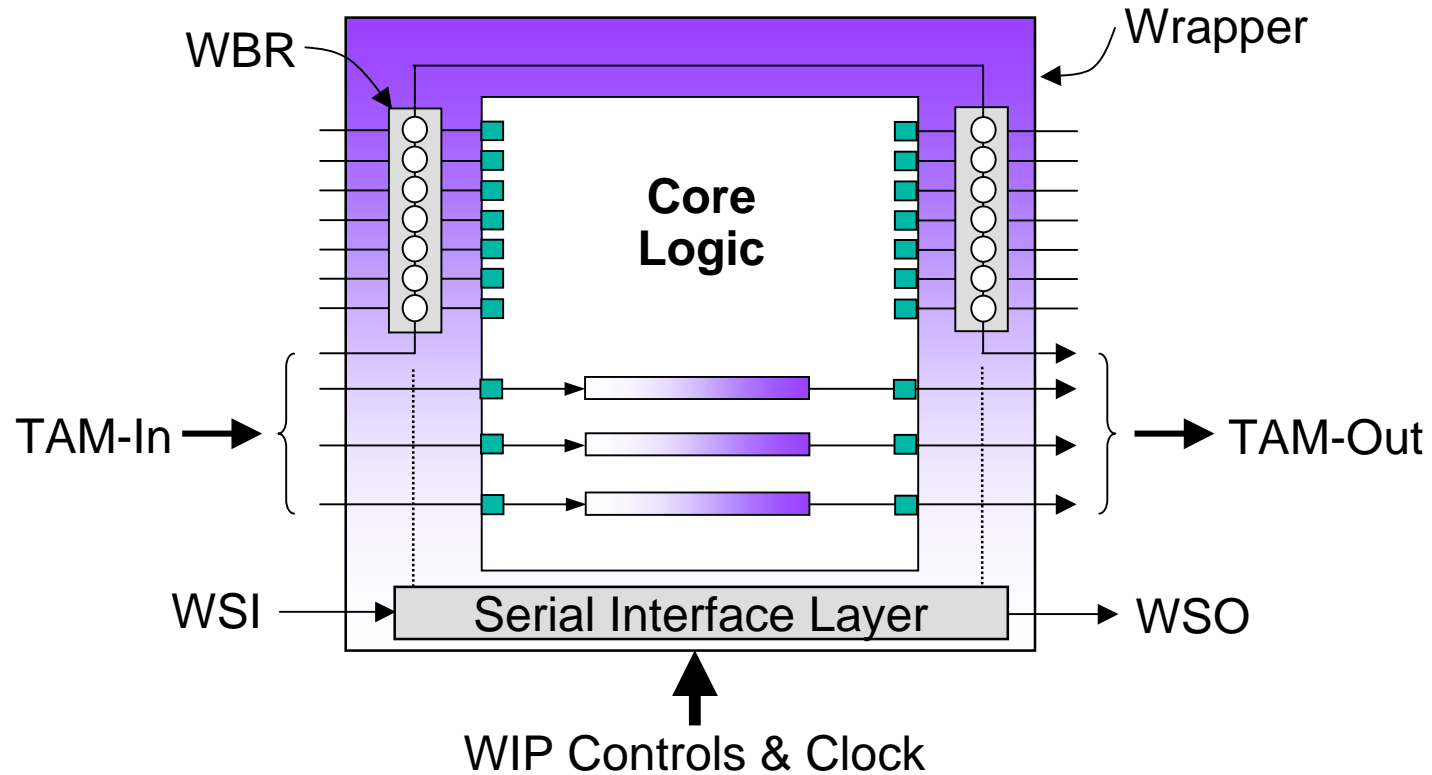 WBR
Wrapper
Core
Logic
TAM-In
TAM-Out
WSI
Serial Interface Layer
WSO
WIP Controls & Clock